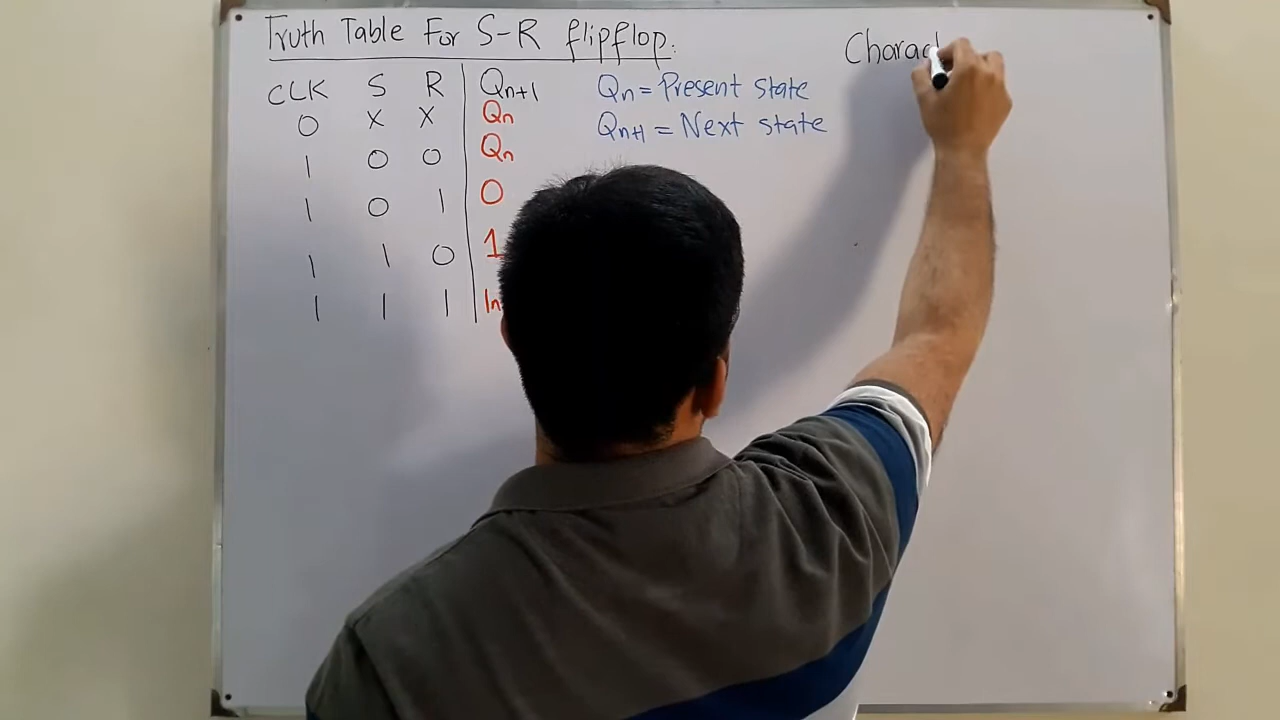 Truth Table For S-R flipflop.
CLK S R Qn+1
0 X X Qn
1 0 0 Qn
1 0 1 0
1 1 0 1
1 1 1
Qn = Present state
Qn+1 = Next state